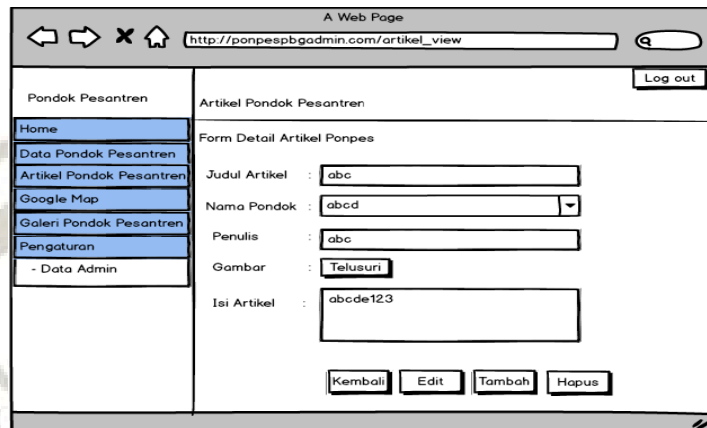 A Web Page
http://ponpespbgadmin.com/artikel_view
Log out
Pondok Pesantren
Home
Data Pondok Pesantren
Artikel Pondok Pesantren
Google Map
Galeri Pondok Pesantren
Pengaturan
- Data Admin
Artikel Pondok Pesantren
Form Detail Artikel Ponpes
Judul Artikel : abc
Nama Pondok : abcd
Penulis : abc
Gambar : Telusuri
Isi Artikel : abcde123
Kembali Edit Tambah Hapus